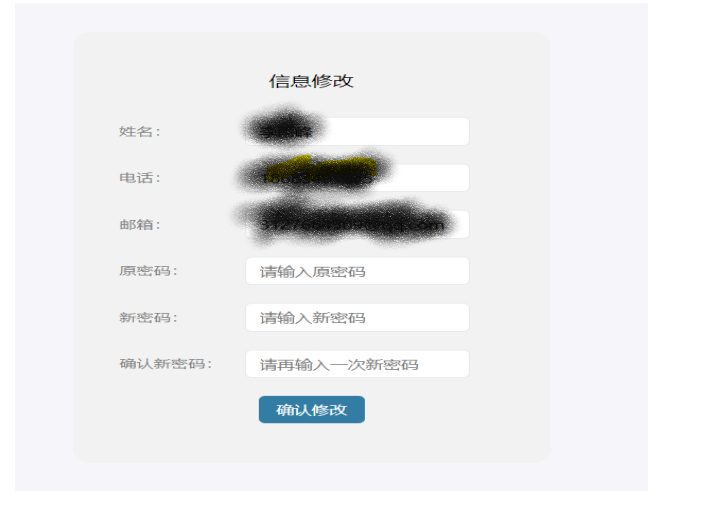 信息修改
姓名：
电话：
邮箱：
原密码： 请输入原密码
新密码： 请输入新密码
确认新密码： 请再输入一次新密码
确认修改